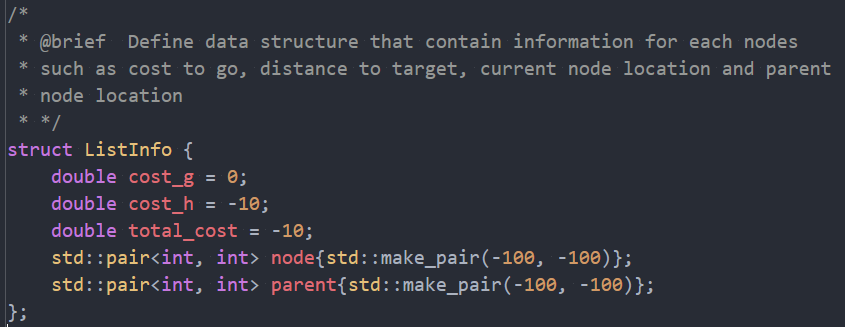 /*
 * @brief  Define data structure that contain information for each nodes
 * such as cost to go, distance to target, current node location and parent
 * node location
 * */
struct ListInfo {
    double cost_g = 0;
    double cost_h = -10;
    double total_cost = -10;
    std::pair<int, int> node{std::make_pair(-100, -100)};
    std::pair<int, int> parent{std::make_pair(-100, -100)};
};